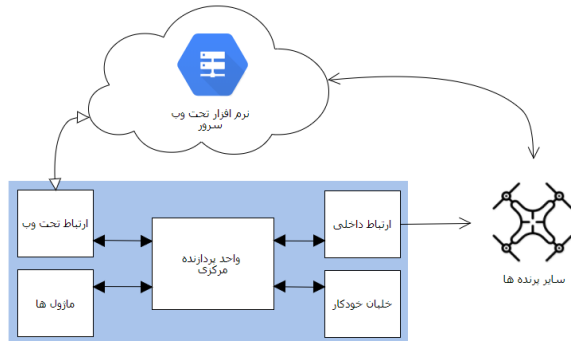 نرم افزار تحت وب
سرور
ارتباط تحت وب
ارتباط داخلی
واحد پردازنده
مرکزی
ماژول ها
خلبان خودکار
سایر پرنده ها